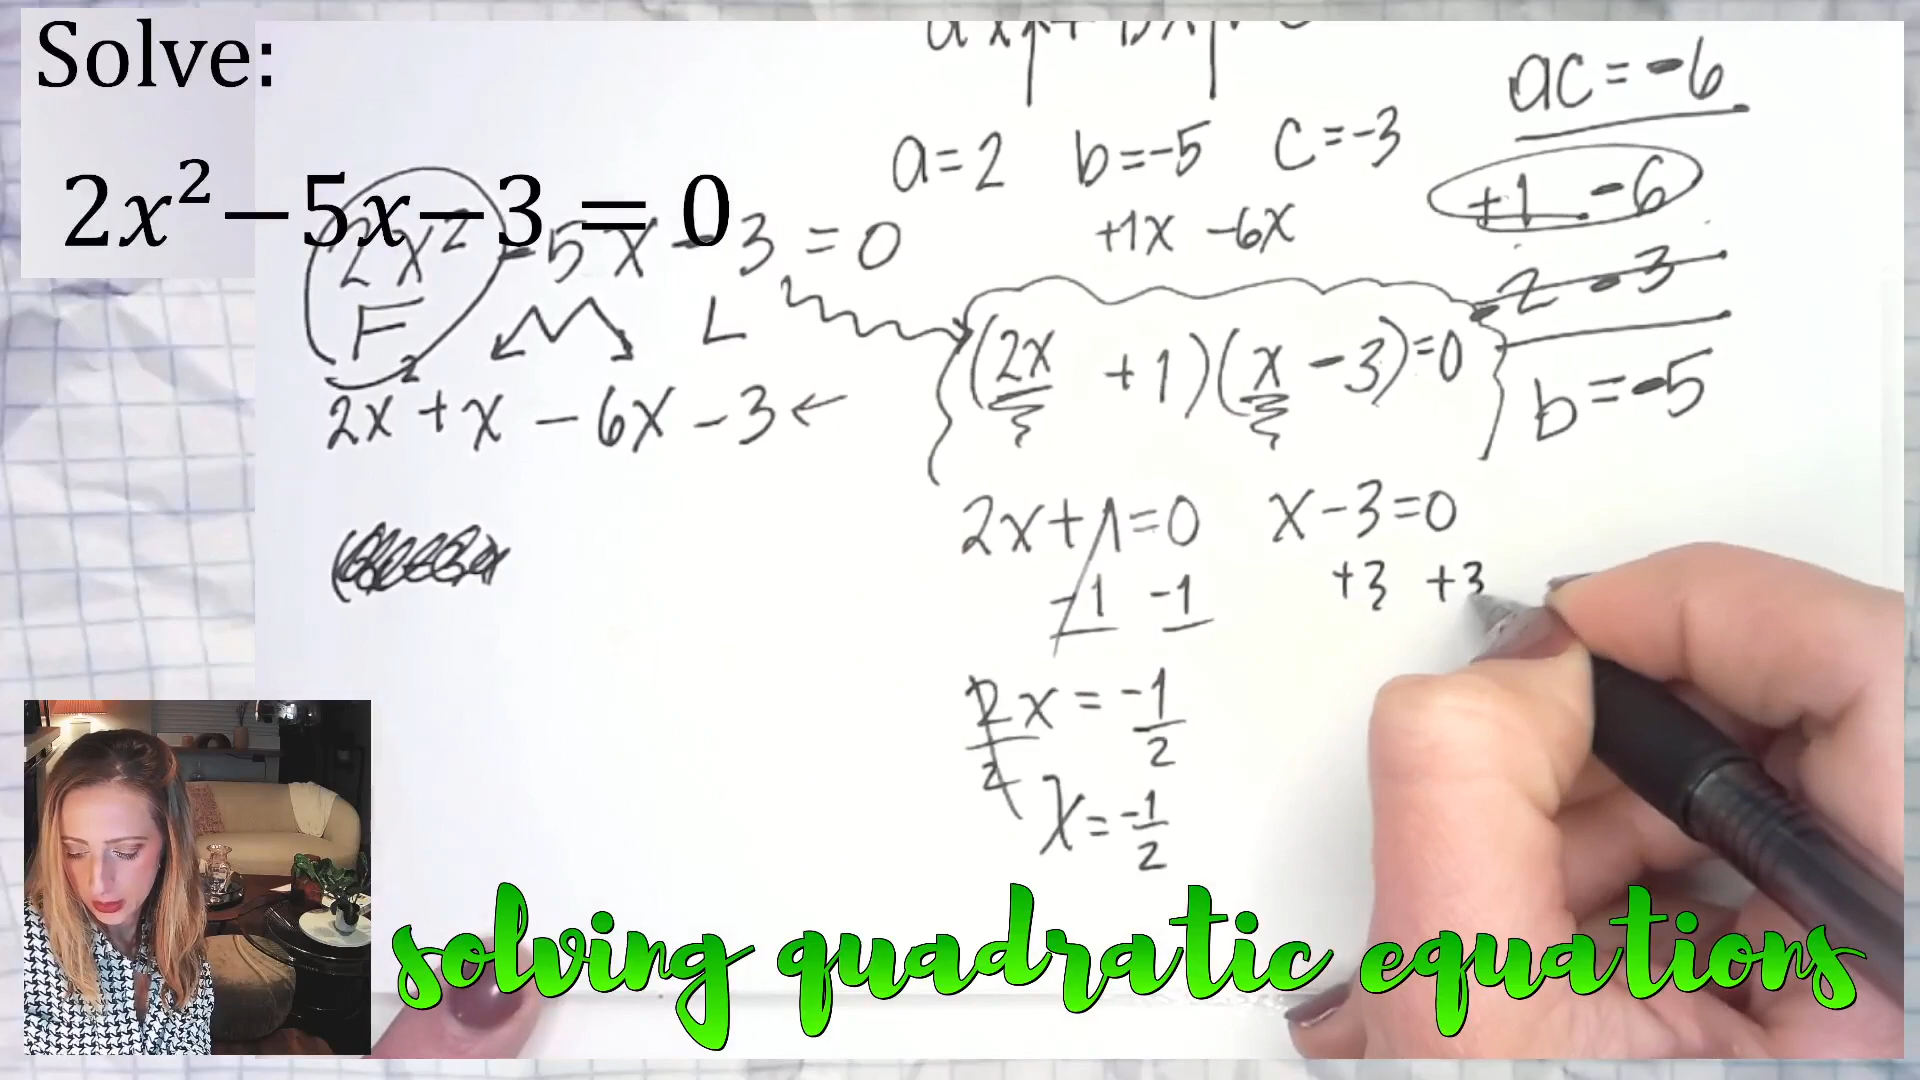 Solve:
2x² − 5x − 3 = 0
ac = -6
a=2 b=-5 c=-3
+1 -6
2x² -5x -3 = 0
+1x -6x
-2 -3
F L
(2x +1)(x -3)=0
2x² + x - 6x - 3 ←
b=-5
2x+1=0 x-3=0
-1 -1 +3 +3
2x = -1
2 2
x = -1
2
solving quadratic equations